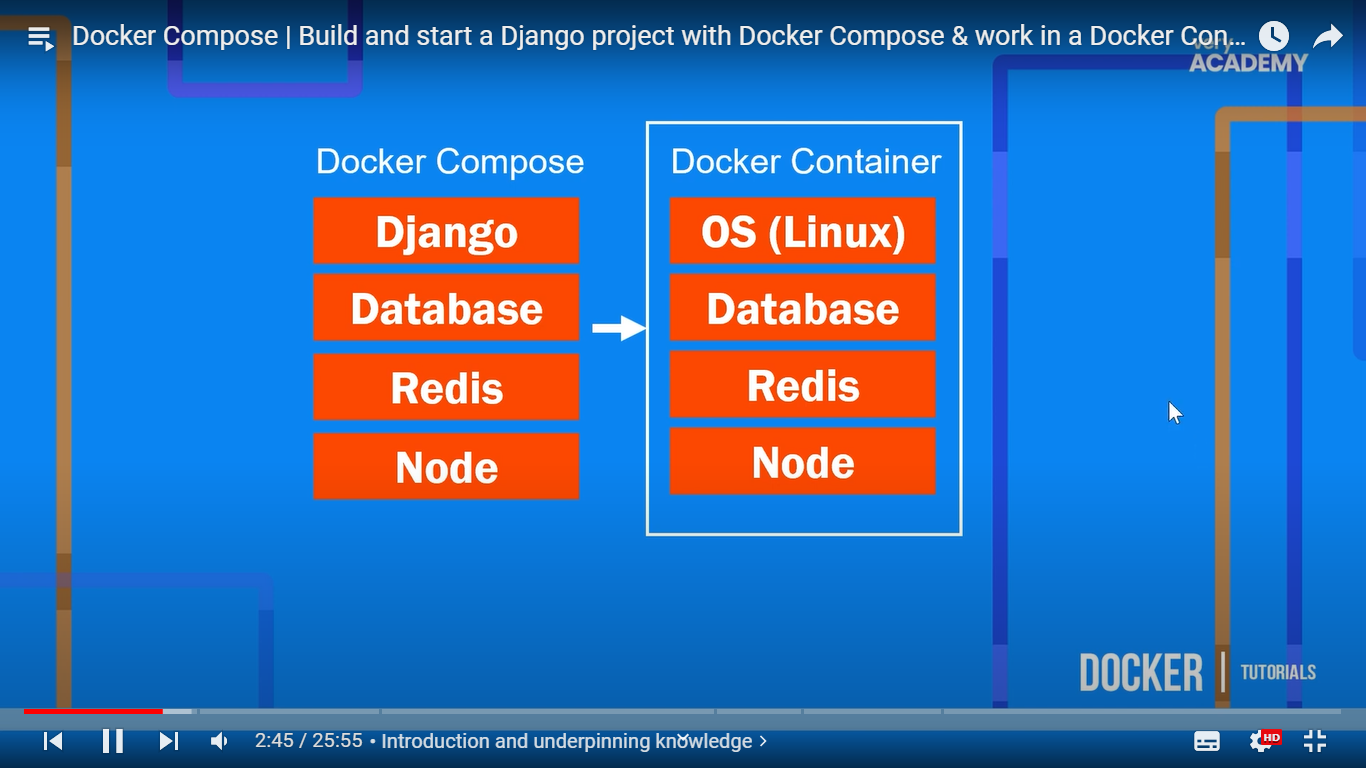 Docker Compose | Build and start a Django project with Docker Compose & work in a Docker Con...
very
ACADEMY
Docker Compose
Django
Database
Redis
Node
Docker Container
OS (Linux)
Database
Redis
Node
DOCKER | TUTORIALS
2:45 / 25:55 • Introduction and underpinning knowledge >
HD